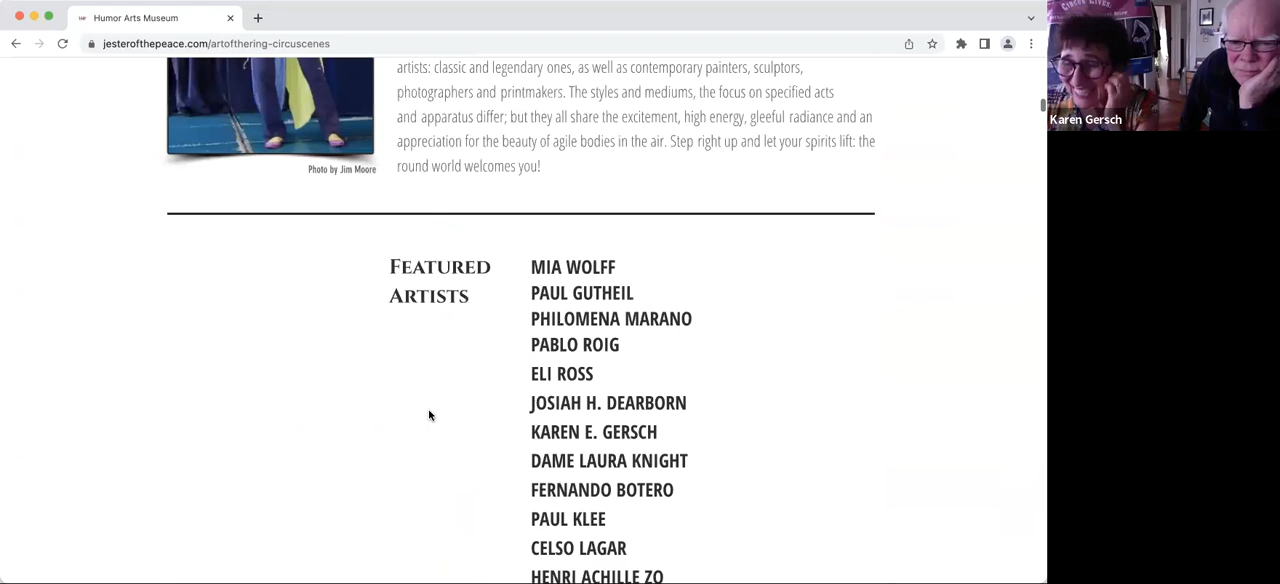 Humor Arts Museum
jesterofthepeace.com/artofthering-circuscenes
CIRCUS LIVES.
Karen Gersch
artists: classic and legendary ones, as well as contemporary painters, sculptors,
photographers and printmakers. The styles and mediums, the focus on specified acts
and apparatus differ; but they all share the excitement, high energy, gleeful radiance and an
appreciation for the beauty of agile bodies in the air. Step right up and let your spirits lift: the
round world welcomes you!
Photo by Jim Moore
FEATURED
ARTISTS
MIA WOLFF
PAUL GUTHEIL
PHILOMENA MARANO
PABLO ROIG
ELI ROSS
JOSIAH H. DEARBORN
KAREN E. GERSCH
DAME LAURA KNIGHT
FERNANDO BOTERO
PAUL KLEE
CELSO LAGAR
HENRI ACHILLE ZO